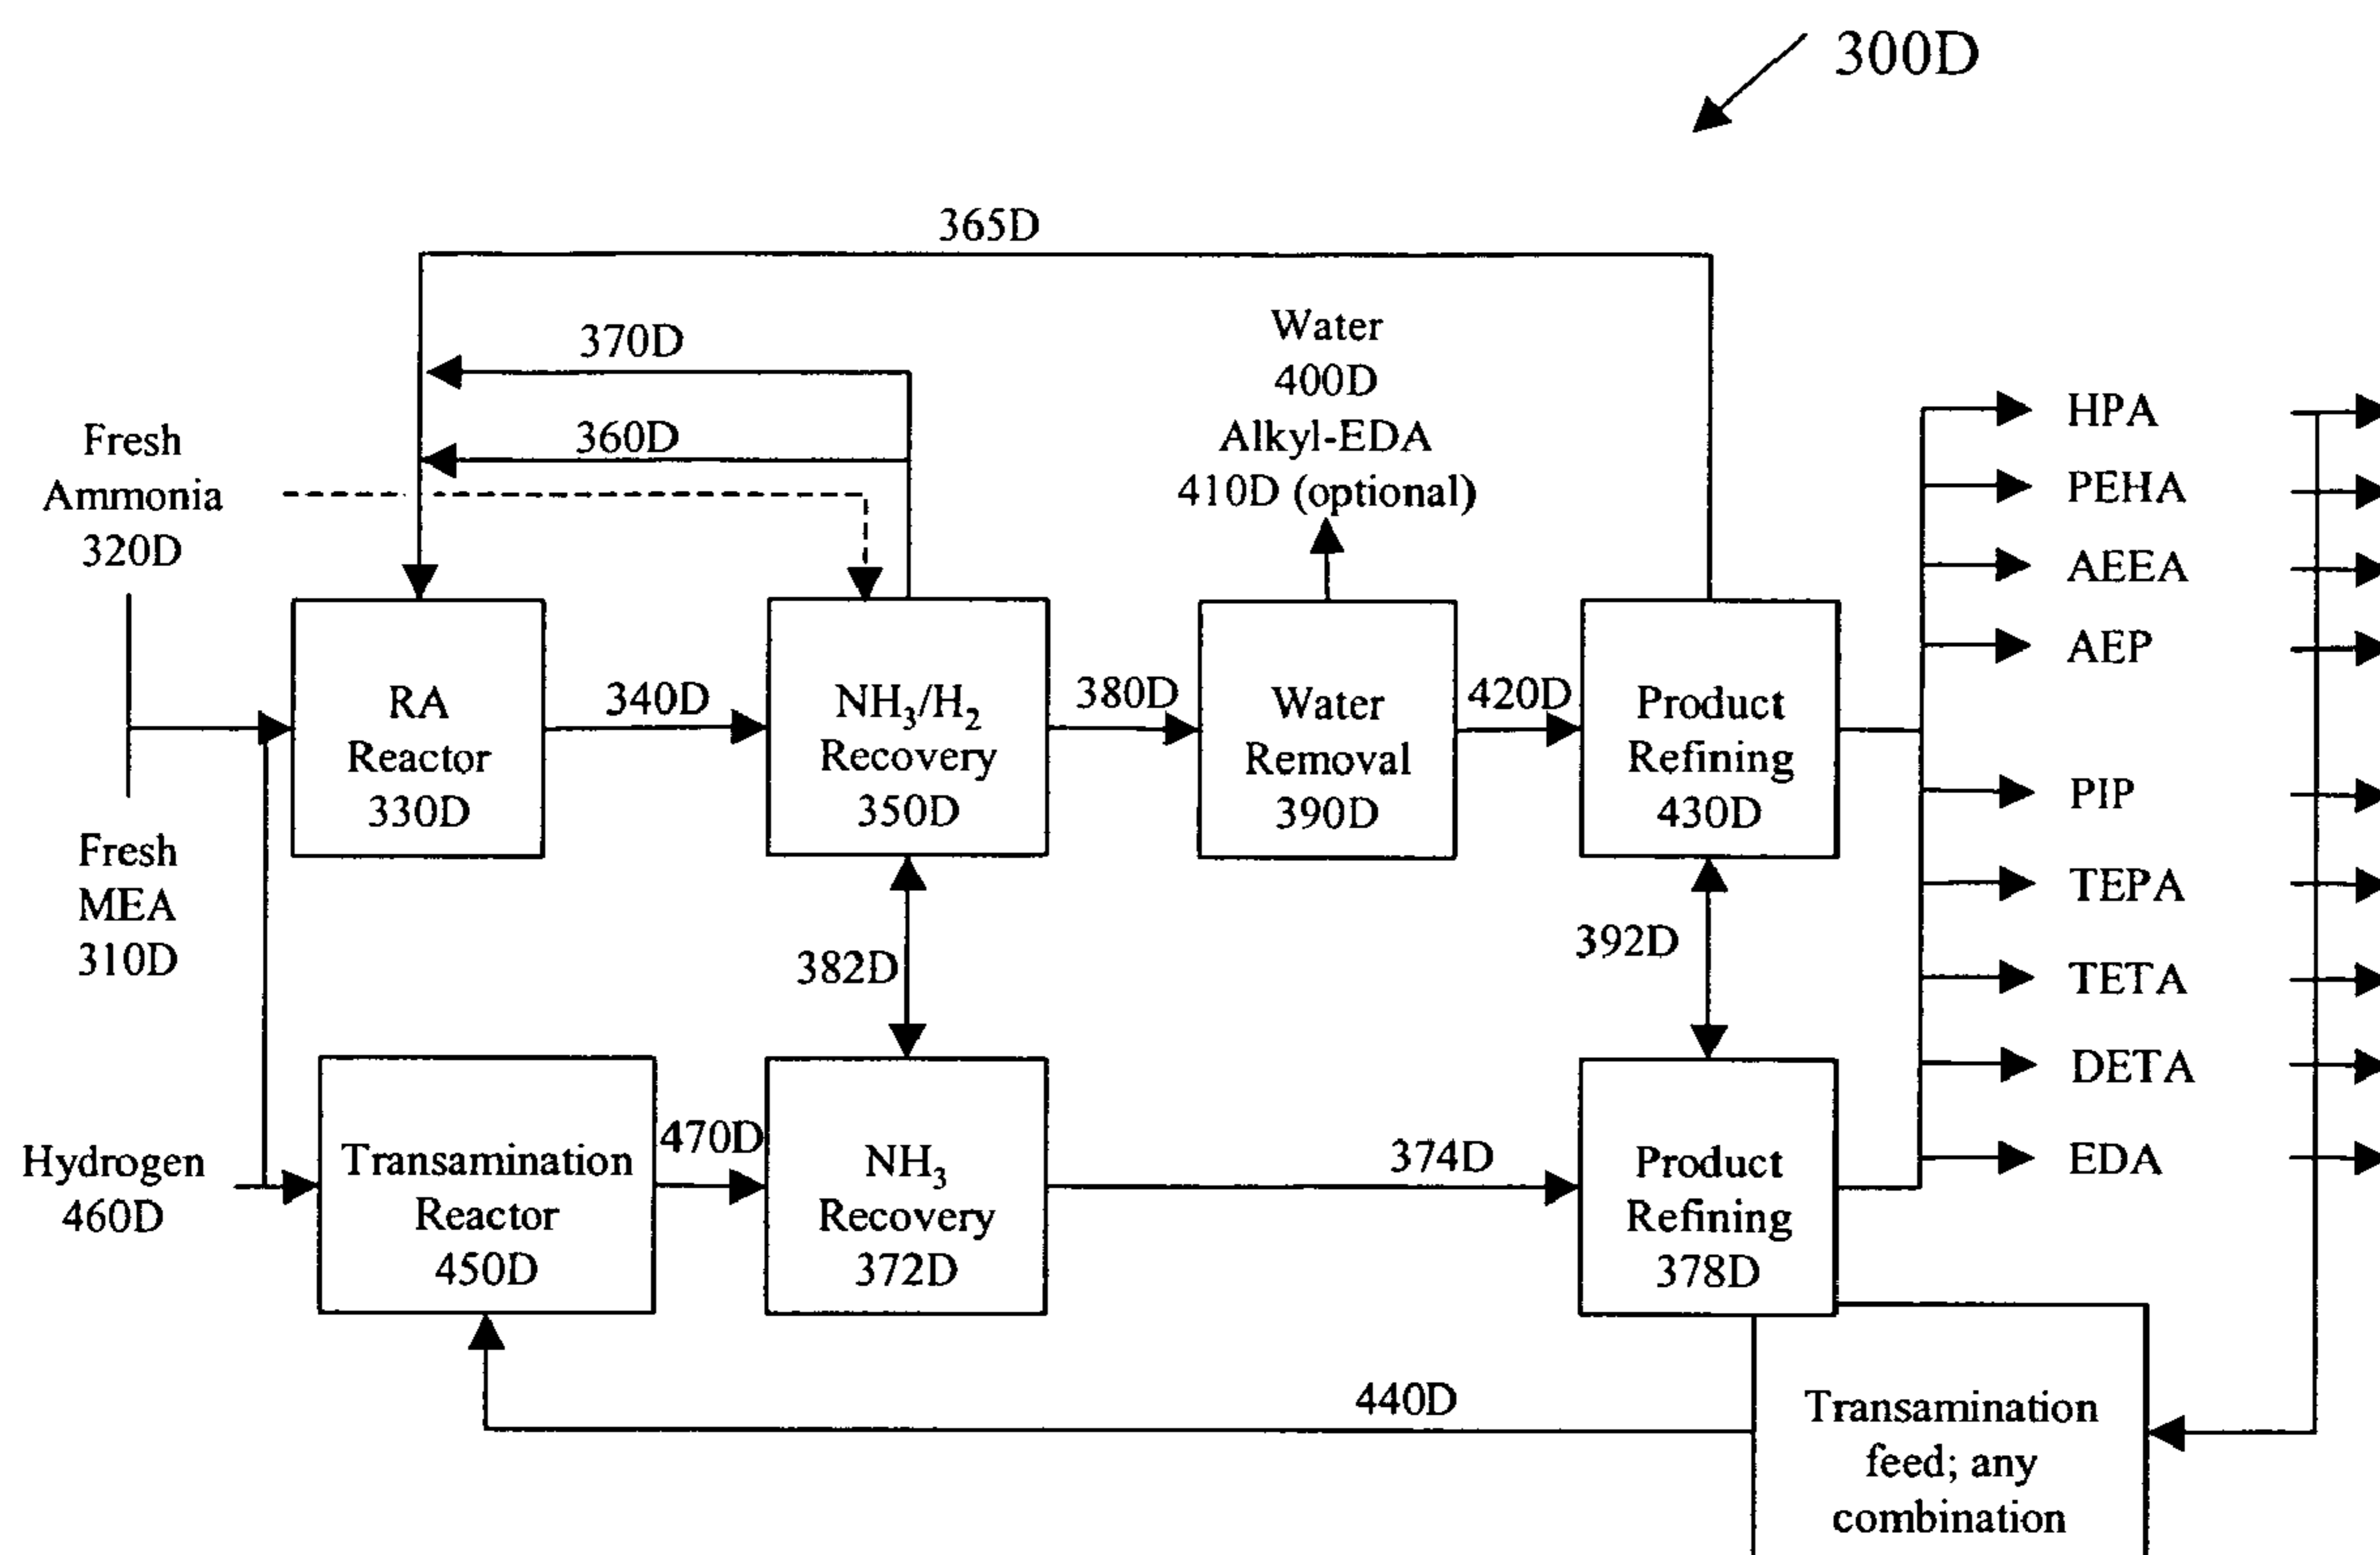 300D
365D
370D
360D
Water
400D
Alkyl-EDA
410D (optional)
Fresh
Ammonia
320D
RA
Reactor
330D
340D
NH₃/H₂
Recovery
350D
380D
Water
Removal
390D
420D
Product
Refining
430D
HPA
PEHA
AEEA
AEP
PIP
TEPA
TETA
DETA
EDA
Fresh
MEA
310D
382D
392D
Hydrogen
460D
Transamination
Reactor
450D
470D
NH₃
Recovery
372D
374D
Product
Refining
378D
440D
Transamination
feed; any
combination